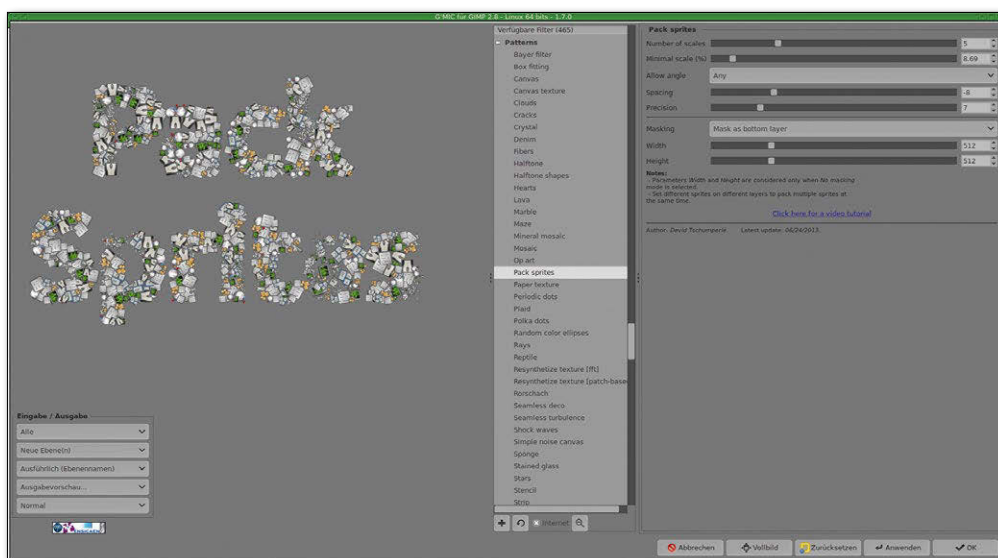 G'MIC für GIMP 2.8 - Linux 64 bits - 1.7.0
Pack
Sprites
Eingabe / Ausgabe
Alle
Neue Ebene(n)
Ausführlich (Ebenennamen)
Ausgabevorschau...
Normal
Verfügbare Filter (465)
Patterns
Bayer filter
Box fitting
Canvas
Canvas texture
Clouds
Cracks
Crystal
Denim
Fibers
Halftone
Halftone shapes
Hearts
Lava
Marble
Maze
Mineral mosaic
Mosaic
Op art
Pack sprites
Paper texture
Periodic dots
Plaid
Polka dots
Random color ellipses
Rays
Reptile
Resynthetize texture [fft]
Resynthetize texture [patch-base
Rorschach
Seamless deco
Seamless turbulence
Shock waves
Simple noise canvas
Sponge
Stained glass
Stars
Stencil
Strip
Internet
Pack sprites
Number of scales 5
Minimal scale (%) 8.69
Allow angle Any
Spacing -8
Precision 7
Masking Mask as bottom layer
Width 512
Height 512
Notes:
- Parameters Width and Height are considered only when No masking
mode is selected.
- Set different sprites on different layers to pack multiple sprites at
the same time.
Click here for a video tutorial
Author: David Tschumperlé. Latest update: 04/24/2015.
Abbrechen
Vollbild
Zurücksetzen
Anwenden
OK